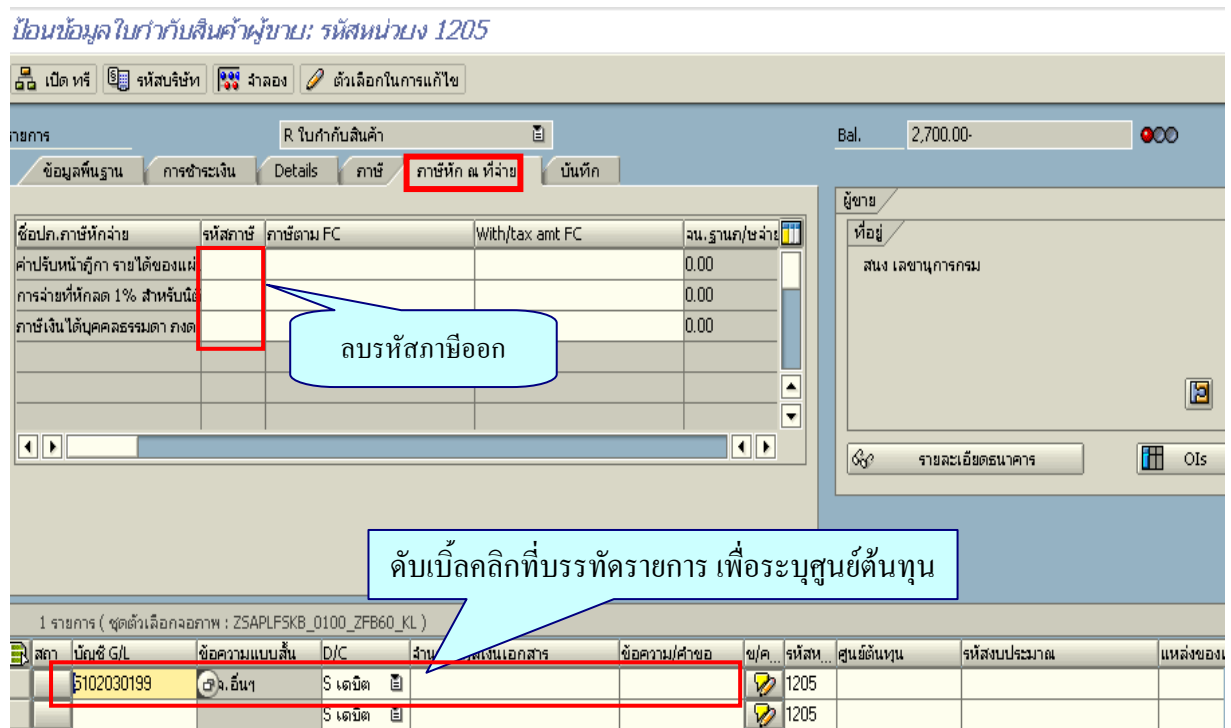 ป้อนข้อมูลใบกำกับสินค้าผู้ขาย: รหัสหน่วยง 1205
เปิด ทรี รหัสบริษัท จำลอง ตัวเลือกในการแก้ไข
รายการ R ใบกำกับสินค้า Bal. 2,700.00-
ข้อมูลพื้นฐาน การชำระเงิน Details ภาษี ภาษีหัก ณ ที่จ่าย บันทึก
ผู้ขาย
ชื่อปภ.ภาษีหักจ่าย รหัสภาษี ภาษีตาม FC With/tax amt FC จน.ฐานภ/ษจ่าย ที่อยู่
ค่าปรับหน้าฎีกา รายได้ของแผ่ 0.00 สนง เลขานุการกรม
การจ่ายที่หักลด 1% สำหรับนิติ 0.00
ภาษีเงินได้บุคคลธรรมดา ภงด 0.00
ลบรหัสภาษีออก
รายละเอียดธนาคาร OIs
ดับเบิ้ลคลิกที่บรรทัดรายการ เพื่อระบุศูนย์ต้นทุน
1 รายการ ( ชุดตัวเลือกจอภาพ : ZSAPLFSKB_0100_ZFB60_KL )
สถา บัญชี G/L ข้อความแบบสั้น D/C ข้อความ/คำขอ ข/ค... รหัสห... ศูนย์ต้นทุน รหัสงบประมาณ แหล่งของเ
5102030199 จ.อื่นๆ S เดบิต 1205
S เดบิต 1205